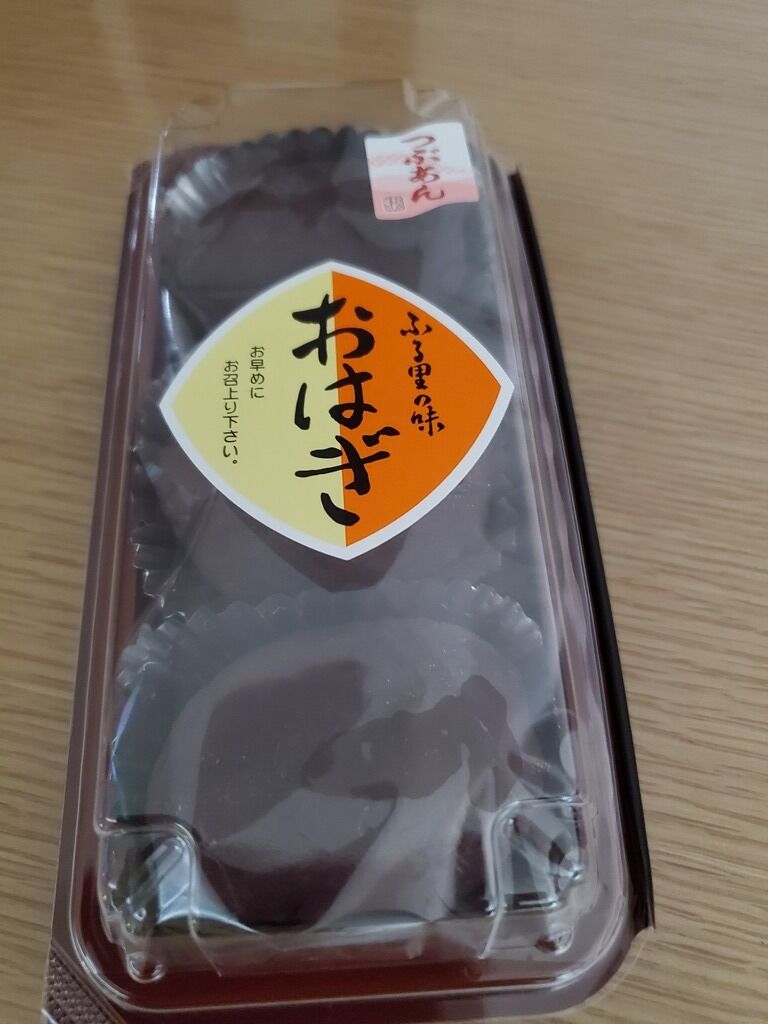 つぶあん
ふる里の味
おはぎ
お早めに
お召上り下さい。